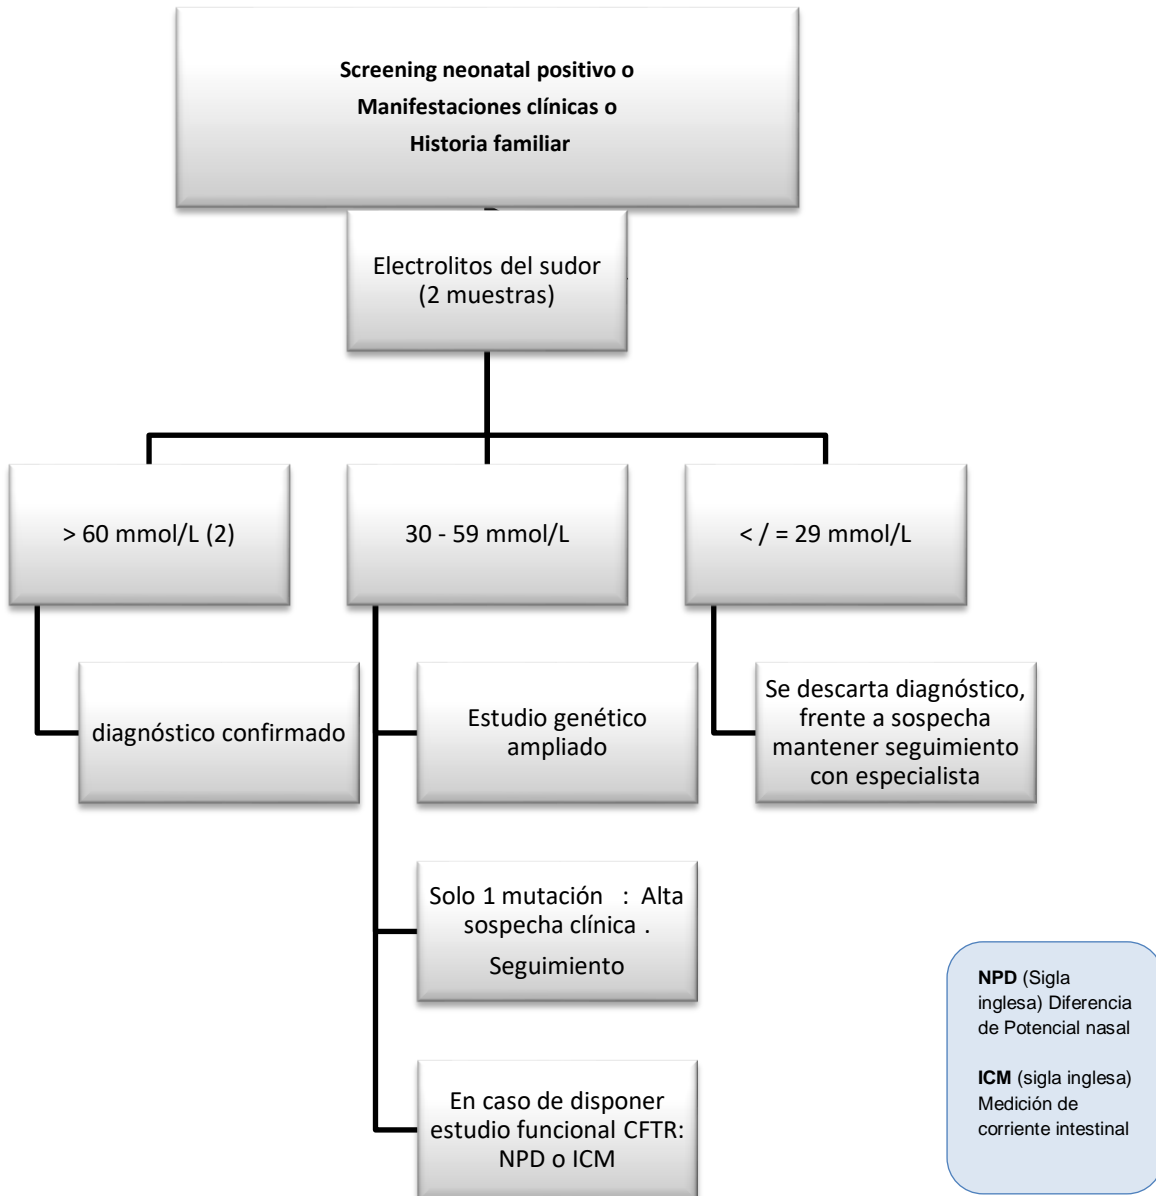 Screening neonatal positivo o
Manifestaciones clínicas o
Historia familiar
Electrolitos del sudor
(2 muestras)
> 60 mmol/L (2)
30 - 59 mmol/L
< / = 29 mmol/L
diagnóstico confirmado
Estudio genético
ampliado
Se descarta diagnóstico,
frente a sospecha
mantener seguimiento
con especialista
Solo 1 mutación : Alta
sospecha clínica .
Seguimiento
En caso de disponer
estudio funcional CFTR:
NPD o ICM
NPD (Sigla
inglesa) Diferencia
de Potencial nasal
ICM (sigla inglesa)
Medición de
corriente intestinal